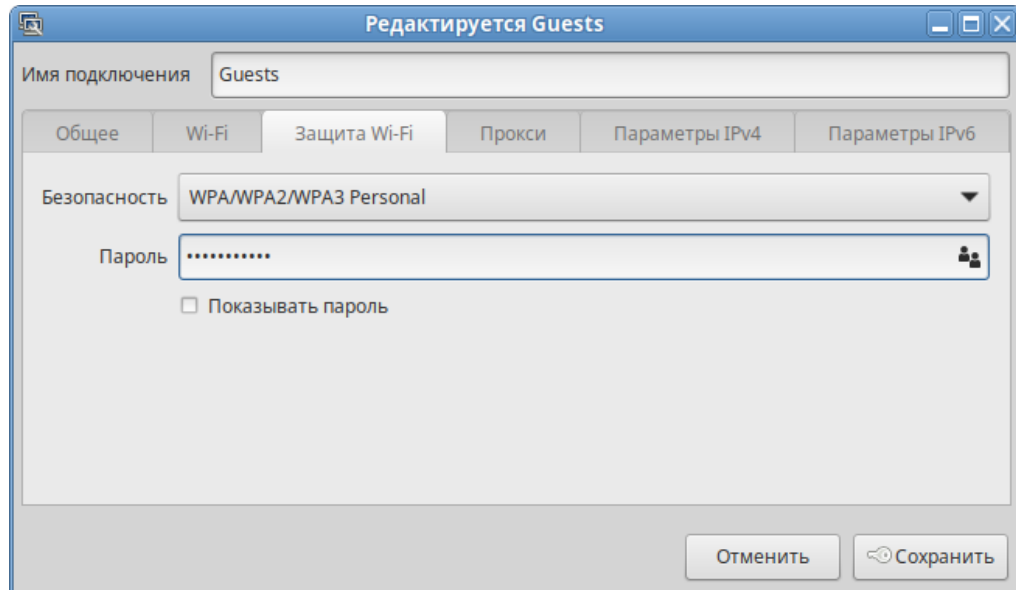 Редактируется Guests
Имя подключения Guests
Общее Wi-Fi Защита Wi-Fi Прокси Параметры IPv4 Параметры IPv6
Безопасность WPA/WPA2/WPA3 Personal
Пароль •••••••••••
Показывать пароль
Отменить Сохранить